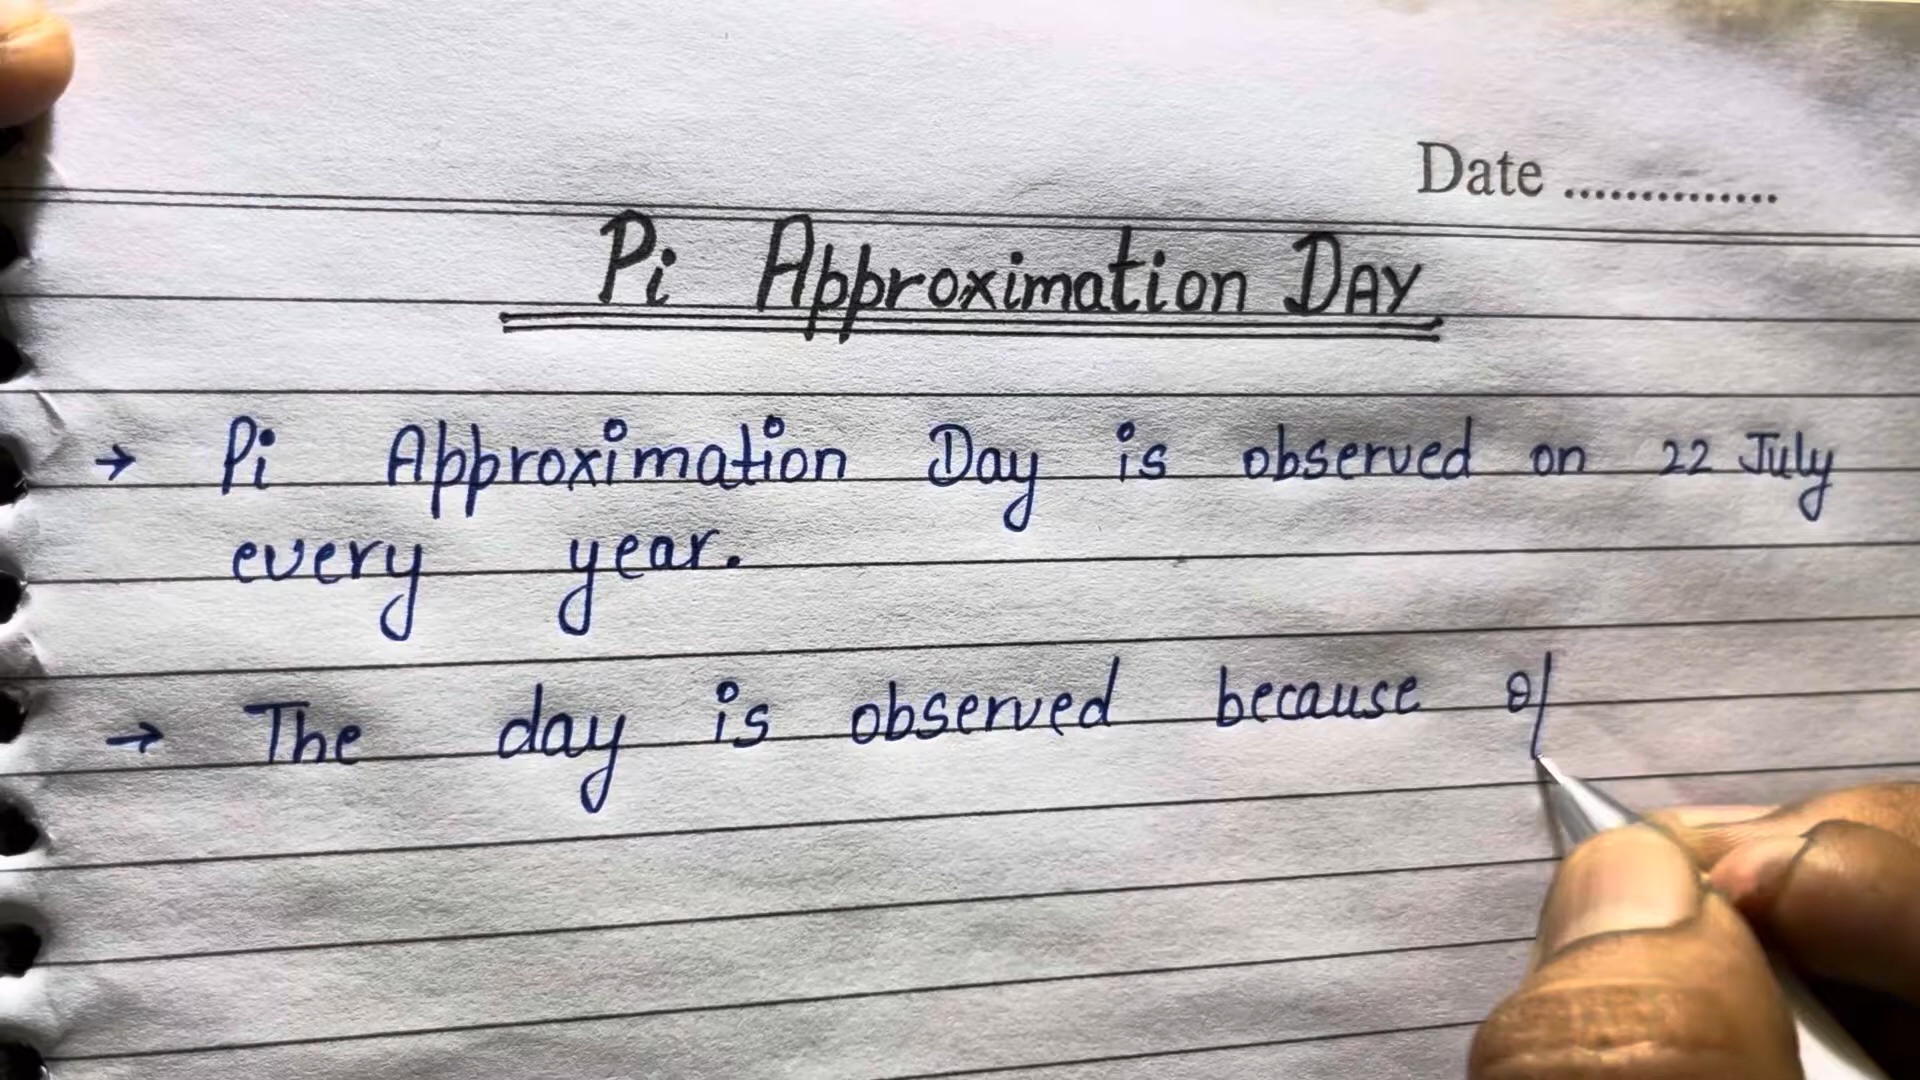 Date ..............
Pi Approximation DAY
→ Pi Approximation Day is observed on 22 July
every year.
→ The day is observed because of